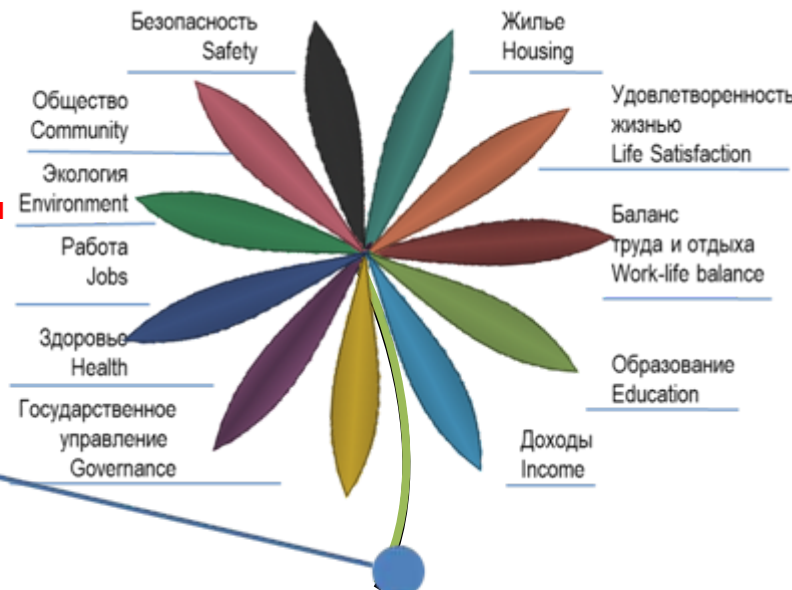 Безопасность
Safety
Общество
Community
Экология
Environment
Работа
Jobs
Здоровье
Health
Государственное
управление
Governance
Жилье
Housing
Удовлетворенность
жизнью
Life Satisfaction
Баланс
труда и отдыха
Work-life balance
Образование
Education
Доходы
Income